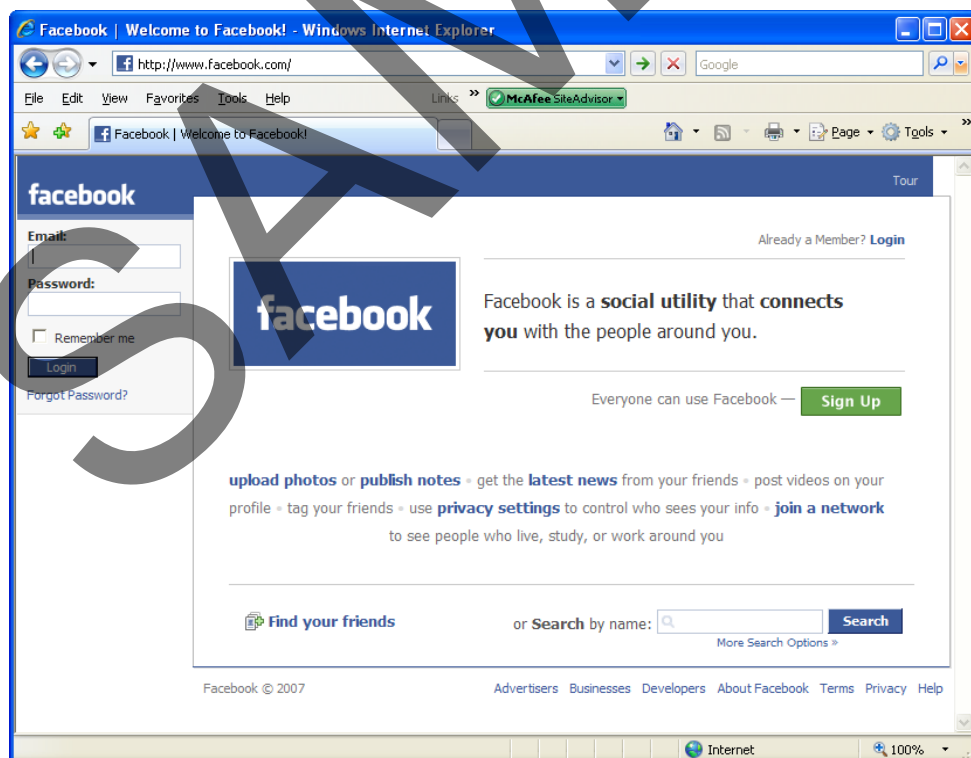 Facebook | Welcome to Facebook! - Windows Internet Explorer
http://www.facebook.com/
Google
File Edit View Favorites Tools Help Links » McAfee SiteAdvisor
Facebook | Welcome to Facebook!
Page Tools »
facebook
Tour
Email:
Password:
Remember me
Login
Forgot Password?
Already a Member? Login
facebook
Facebook is a social utility that connects
you with the people around you.
Everyone can use Facebook — Sign Up
upload photos or publish notes • get the latest news from your friends • post videos on your
profile • tag your friends • use privacy settings to control who sees your info • join a network
to see people who live, study, or work around you
Find your friends
or Search by name: Search
More Search Options »
Facebook © 2007
Advertisers Businesses Developers About Facebook Terms Privacy Help
Internet 100%